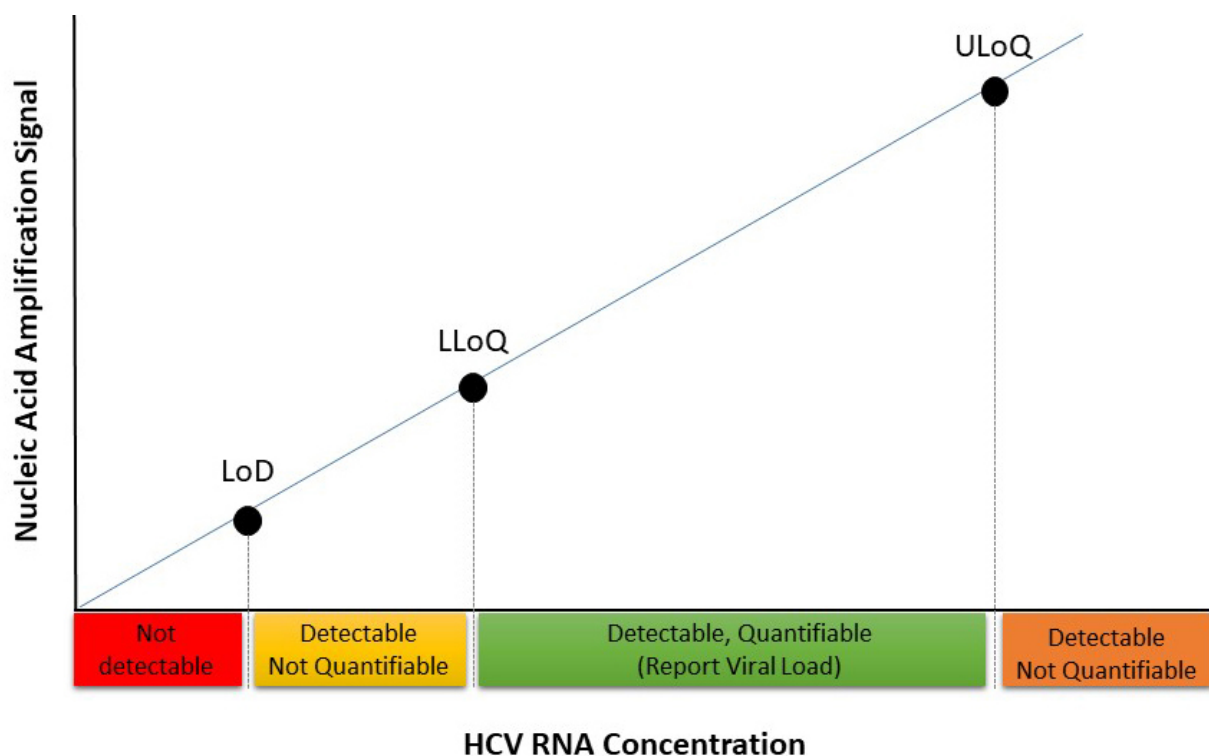 Nucleic Acid Amplification Signal
ULoQ
LLoQ
LoD
Not
detectable
Detectable
Not Quantifiable
Detectable, Quantifiable
(Report Viral Load)
Detectable
Not Quantifiable
HCV RNA Concentration